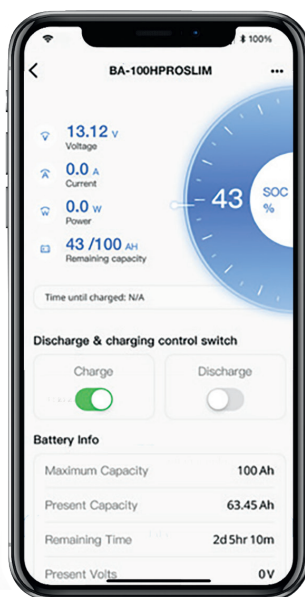 100%
BA-100HPROSLIM
13.12 V
Voltage
0.0 A
Current
0.0 W
Power
43 /100 AH
Remaining capacity
43
SOC
%
Time until charged: N/A
Discharge & charging control switch
Charge
Discharge
Battery Info
Maximum Capacity 100 Ah
Present Capacity 63.45 Ah
Remaining Time 2d 5hr 10m
Present Volts 0 V